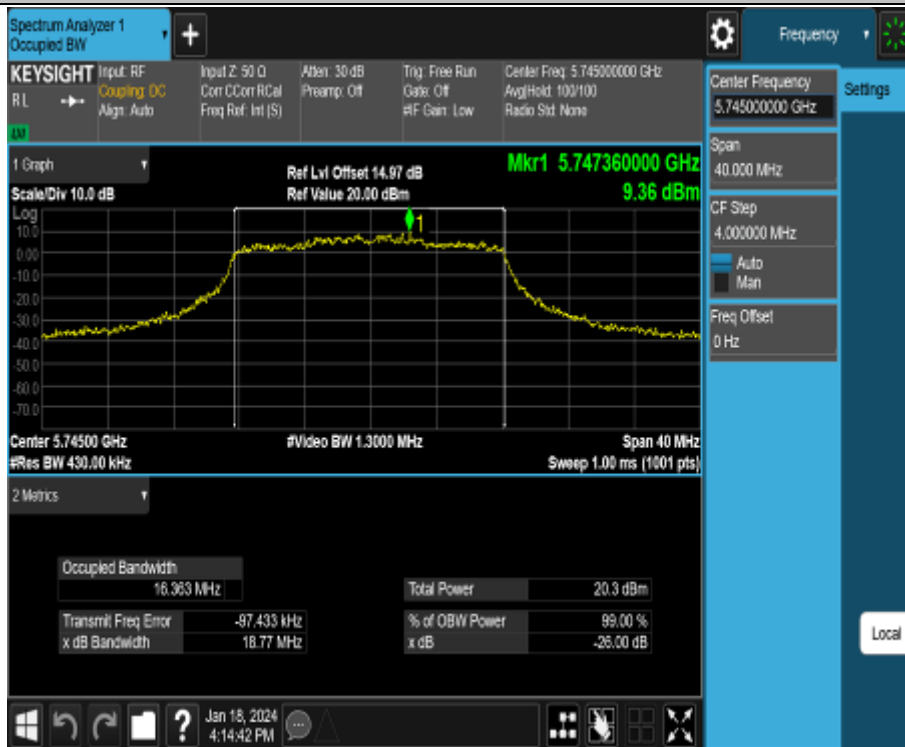 Spectrum Analyzer 1
Occupied BW
+
Frequency
KEYSIGHT
RL
Input: RF
Coupling: DC
Align: Auto
Input Z: 50 Ω
Corr CCorr RCal
Freq Ref: Int (S)
Atten: 30 dB
Preamp: Off
Trig: Free Run
Gate: Off
#IF Gain: Low
Center Freq: 5.745000000 GHz
Avg|Hold: 100/100
Radio Std: None
Center Frequency
5.745000000 GHz
Settings
Span
40.000 MHz
CF Step
4.000000 MHz
Auto
Man
Freq Offset
0 Hz
1 Graph
Scale/Div 10.0 dB
Ref Lvl Offset 14.97 dB
Ref Value 20.00 dBm
Mkr1 5.747360000 GHz
9.36 dBm
Log
1
10.0
0.00
-10.0
-20.0
-30.0
-40.0
-50.0
-60.0
-70.0
Center 5.74500 GHz
#Res BW 430.00 kHz
#Video BW 1.3000 MHz
Span 40 MHz
Sweep 1.00 ms (1001 pts)
2 Metrics
Occupied Bandwidth
16.363 MHz
Total Power 20.3 dBm
Transmit Freq Error -97.433 kHz
% of OBW Power 99.00 %
x dB Bandwidth 18.77 MHz
x dB -26.00 dB
Local
?
Jan 18, 2024
4:14:42 PM